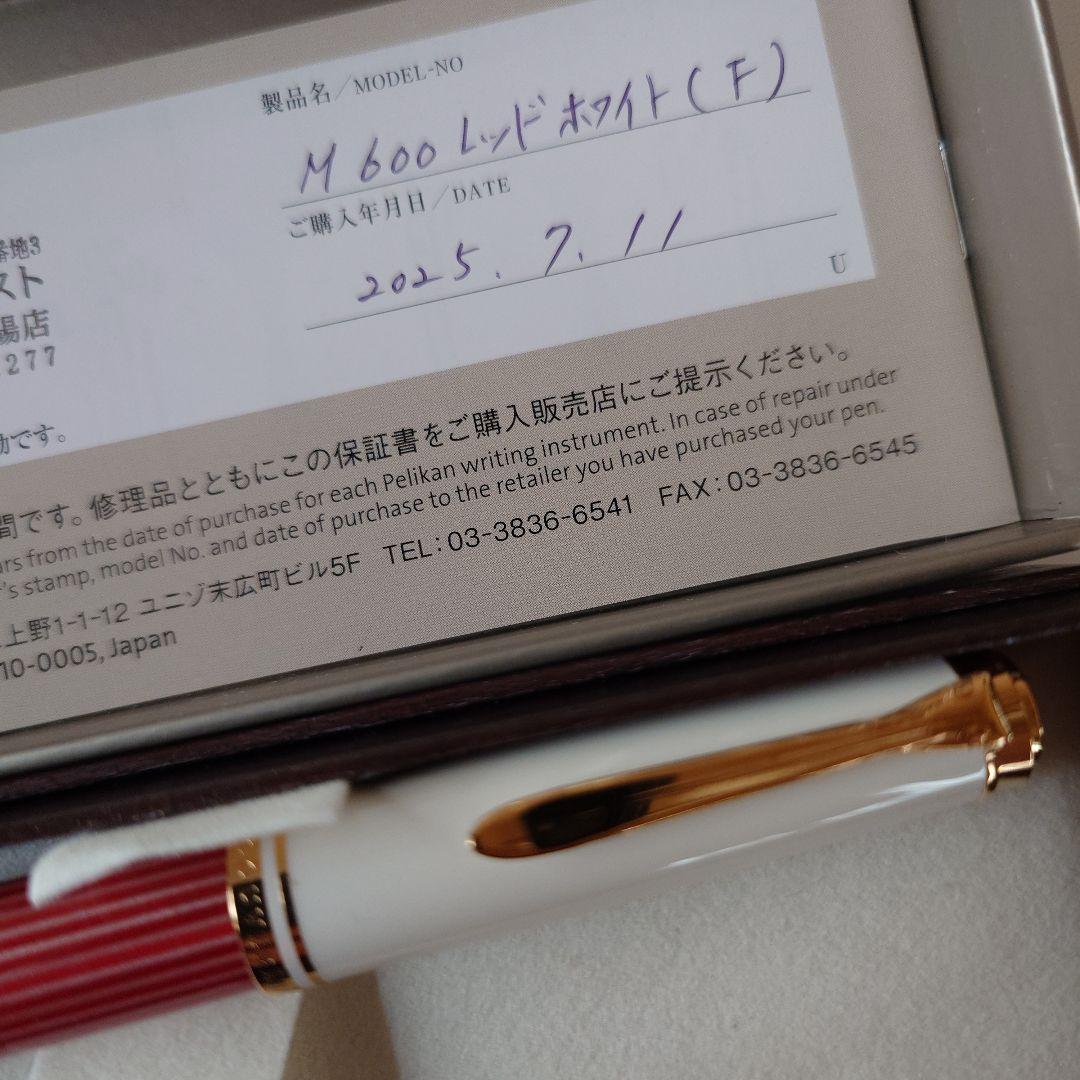 製品名／MODEL-NO
M600 レッドホワイト(F)
ご購入年月日／DATE
2025.7.11
U
番地3
スト
陽店
277
効です。
間です。修理品とともにこの保証書をご購入販売店にご提示ください。
from the date of purchase for each Pelikan writing instrument. In case of repair under
's stamp, model No. and date of purchase to the retailer you have purchased your pen.
上野1-1-12 ユニゾ末広町ビル5F TEL：03-3836-6541 FAX：03-3836-6545
10-0005, Japan